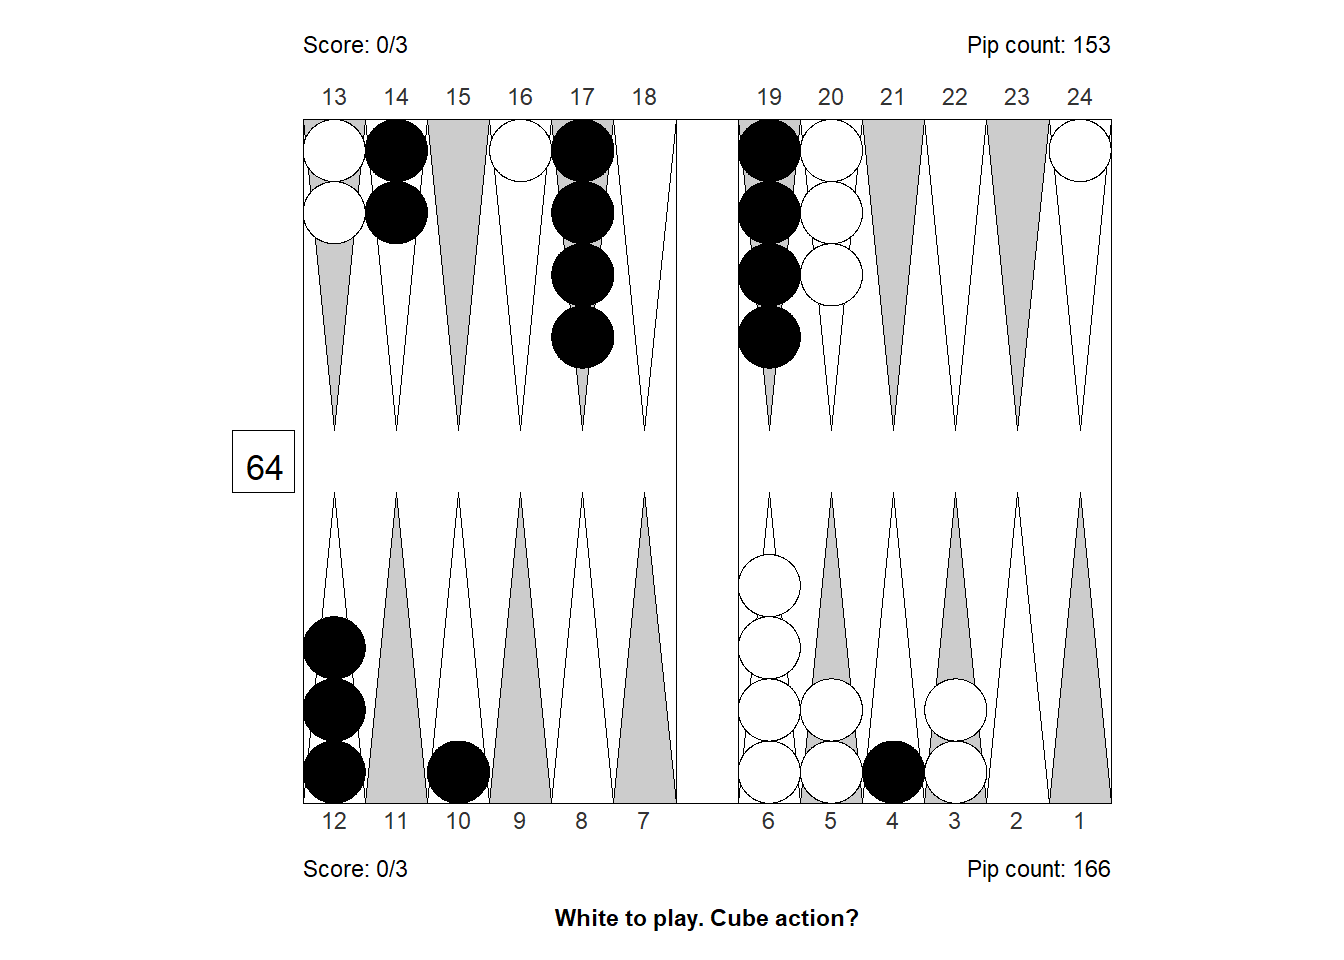 Score: 0/3 Pip count: 153
13 14 15 16 17 18 19 20 21 22 23 24
64
12 11 10 9 8 7 6 5 4 3 2 1
Score: 0/3 Pip count: 166
White to play. Cube action?